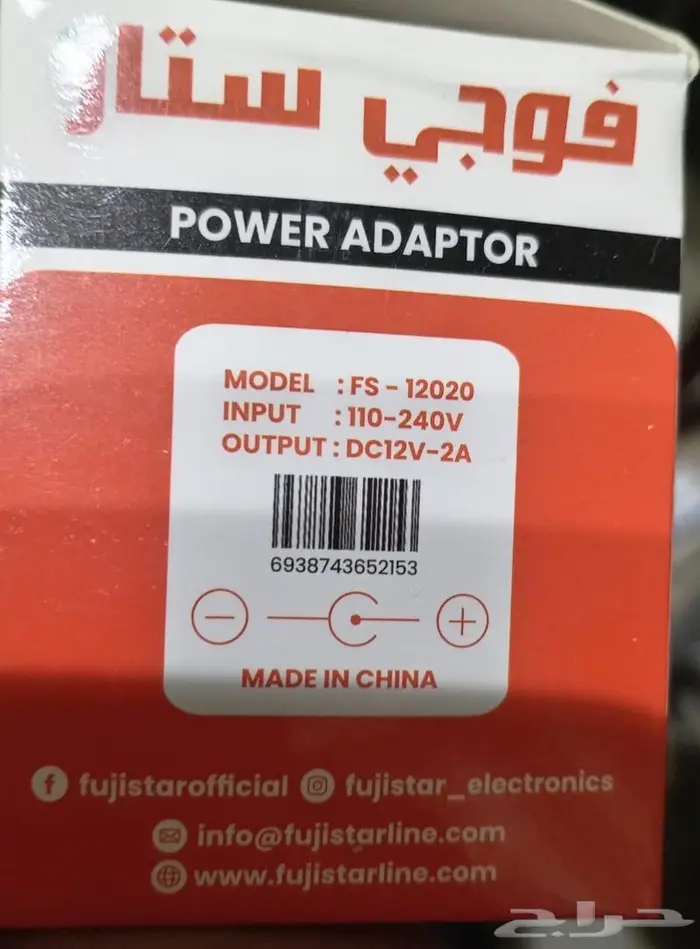 فوجي ستار
POWER ADAPTOR
MODEL : FS - 12020
INPUT : 110-240V
OUTPUT : DC12V-2A
6938743652153
MADE IN CHINA
fujistarofficial fujistar_electronics
info@fujistarline.com
www.fujistarline.com
حراج